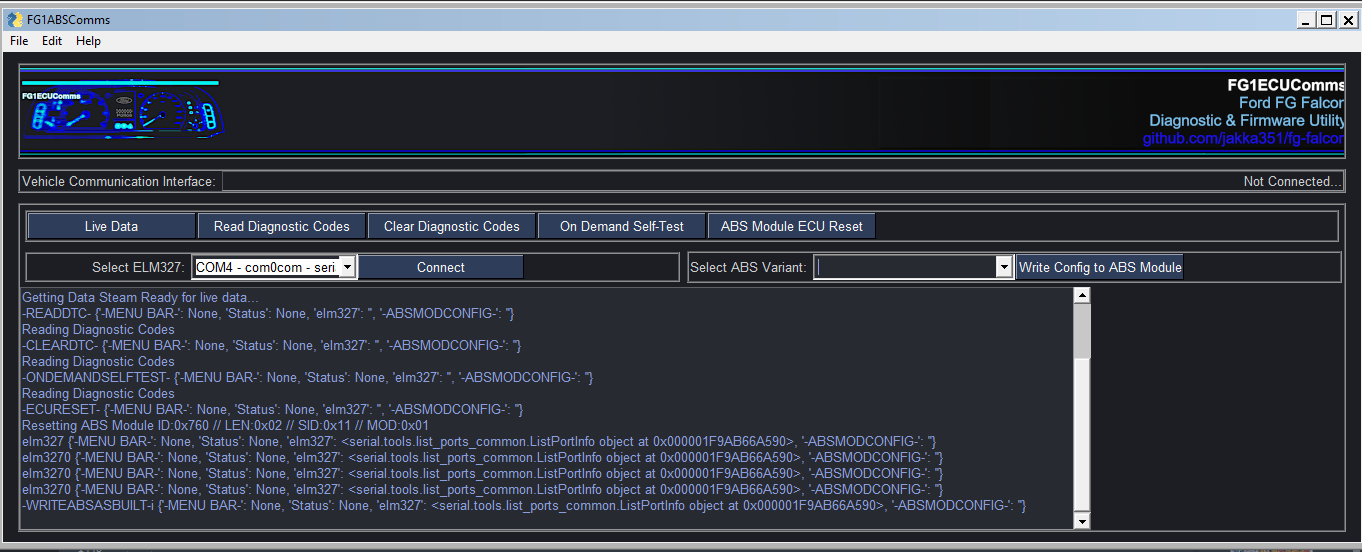 FG1ABSComms
File Edit Help
FG1ECUComms
FG1ECUComms
Ford FG Falcon
Diagnostic & Firmware Utility
github.com/jakka351/fg-falcon
Vehicle Communication Interface: Not Connected...
Live Data Read Diagnostic Codes Clear Diagnostic Codes On Demand Self-Test ABS Module ECU Reset
Select ELM327: COM4 - com0com - seri Connect Select ABS Variant: Write Config to ABS Module
Getting Data Steam Ready for live data...
-READDTC- {'-MENU BAR-': None, 'Status': None, 'elm327': '', '-ABSMODCONFIG-': ''}
Reading Diagnostic Codes
-CLEARDTC- {'-MENU BAR-': None, 'Status': None, 'elm327': '', '-ABSMODCONFIG-': ''}
Reading Diagnostic Codes
-ONDEMANDSELFTEST- {'-MENU BAR-': None, 'Status': None, 'elm327': '', '-ABSMODCONFIG-': ''}
Reading Diagnostic Codes
-ECURESET- {'-MENU BAR-': None, 'Status': None, 'elm327': '', '-ABSMODCONFIG-': ''}
Resetting ABS Module ID:0x760 // LEN:0x02 // SID:0x11 // MOD:0x01
elm327 {'-MENU BAR-': None, 'Status': None, 'elm327': <serial.tools.list_ports_common.ListPortInfo object at 0x000001F9AB66A590>, '-ABSMODCONFIG-': ''}
elm3270 {'-MENU BAR-': None, 'Status': None, 'elm327': <serial.tools.list_ports_common.ListPortInfo object at 0x000001F9AB66A590>, '-ABSMODCONFIG-': ''}
elm3270 {'-MENU BAR-': None, 'Status': None, 'elm327': <serial.tools.list_ports_common.ListPortInfo object at 0x000001F9AB66A590>, '-ABSMODCONFIG-': ''}
elm3270 {'-MENU BAR-': None, 'Status': None, 'elm327': <serial.tools.list_ports_common.ListPortInfo object at 0x000001F9AB66A590>, '-ABSMODCONFIG-': ''}
-WRITEABSASBUILT-i {'-MENU BAR-': None, 'Status': None, 'elm327': <serial.tools.list_ports_common.ListPortInfo object at 0x000001F9AB66A590>, '-ABSMODCONFIG-': ''}